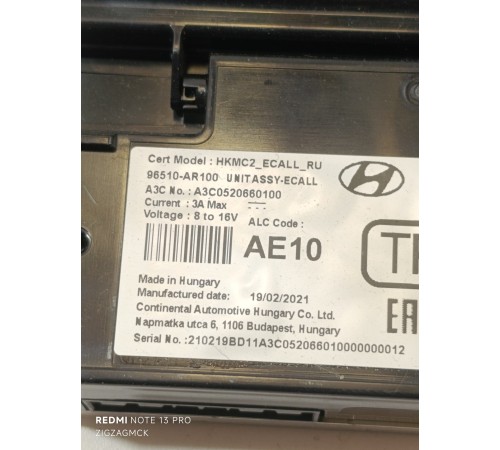 Cert Model : HKMC2_ECALL_RU
96510-AR100 UNITASSY-ECALL
A3C No.: A3C0520660100
Current : 3A Max
Voltage : 8 to 16V
ALC Code :
AE10
Made in Hungary
Manufactured date: 19/02/2021
Continental Automotive Hungary Co. Ltd.
Napmatka utca 6, 1106 Budapest, Hungary
Serial No.:210219BD11A3C0520660100000000012
EAC
REDMI NOTE 13 PRO
ZIGZAGMCK